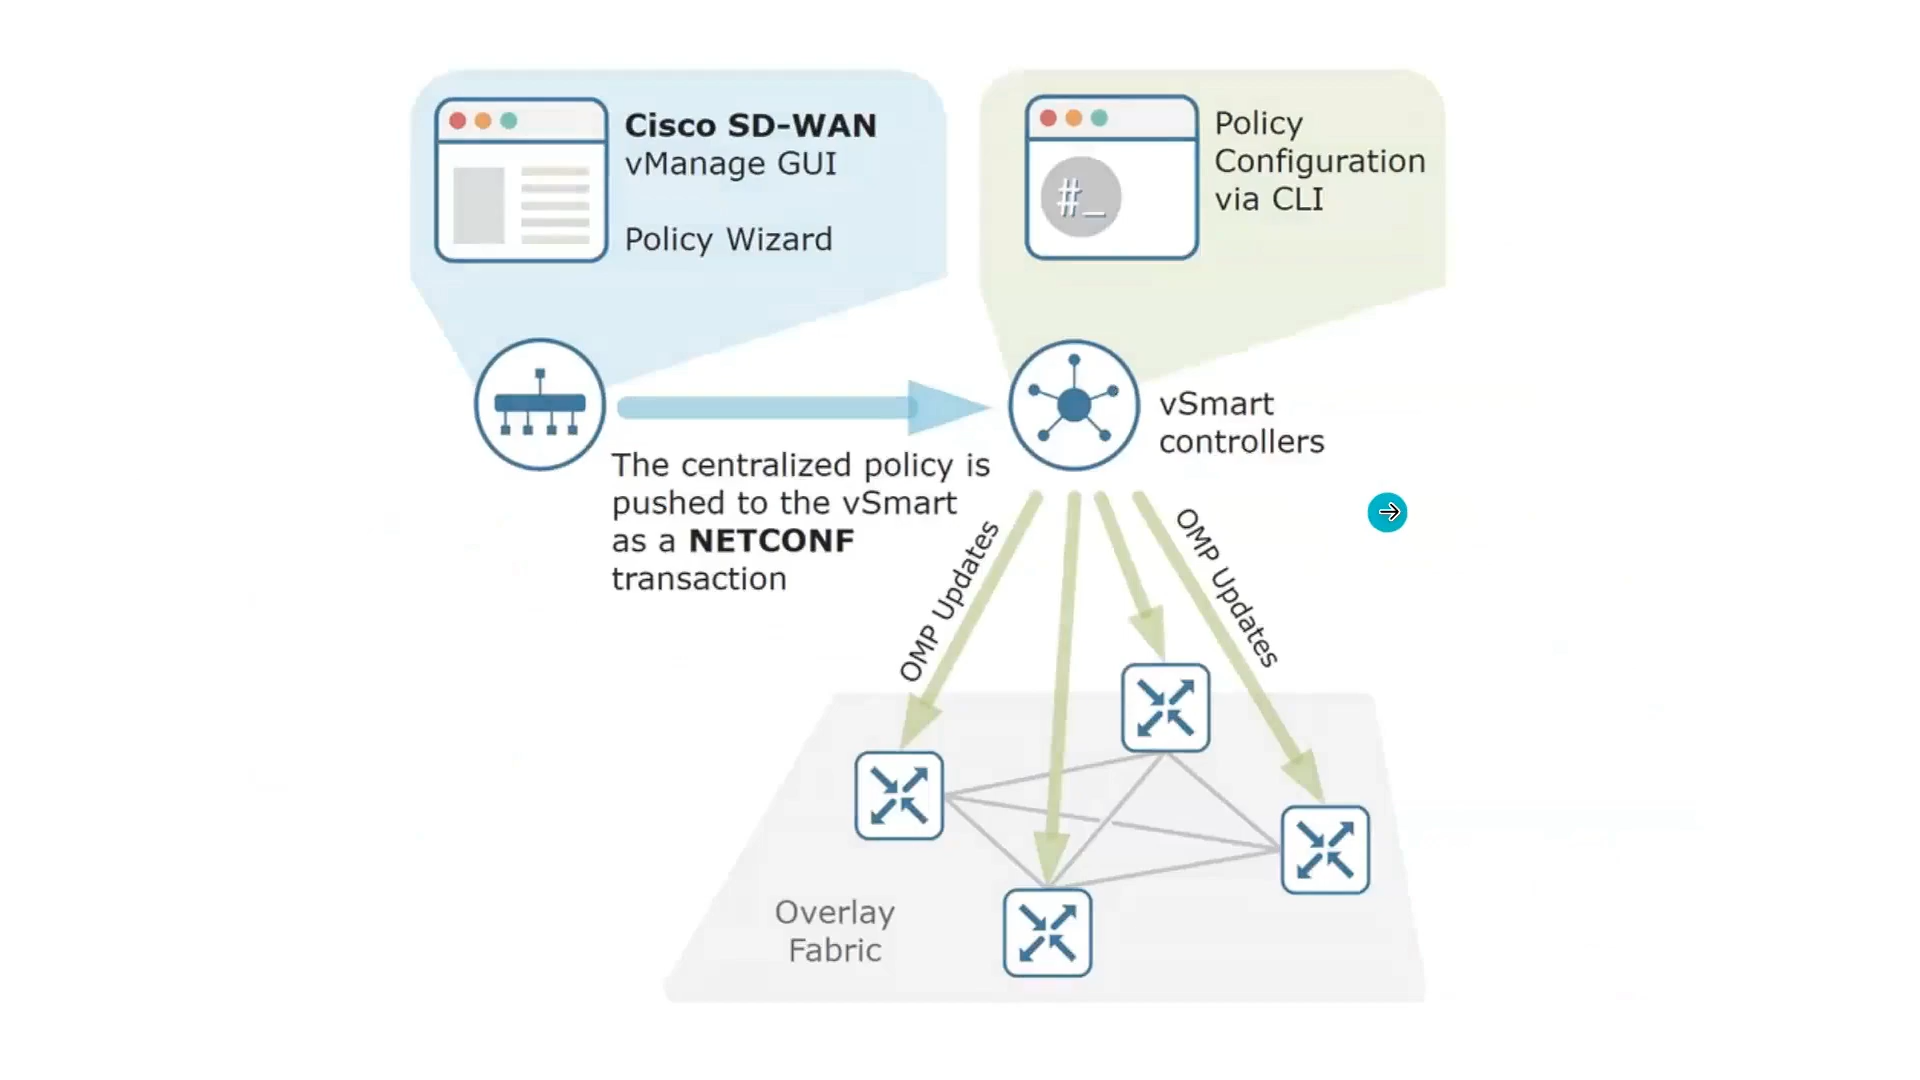 Cisco SD-WAN
vManage GUI
Policy Wizard
Policy
Configuration
via CLI
#_
vSmart
controllers
The centralized policy is
pushed to the vSmart
as a NETCONF
transaction
OMP Updates
OMP Updates
Overlay
Fabric